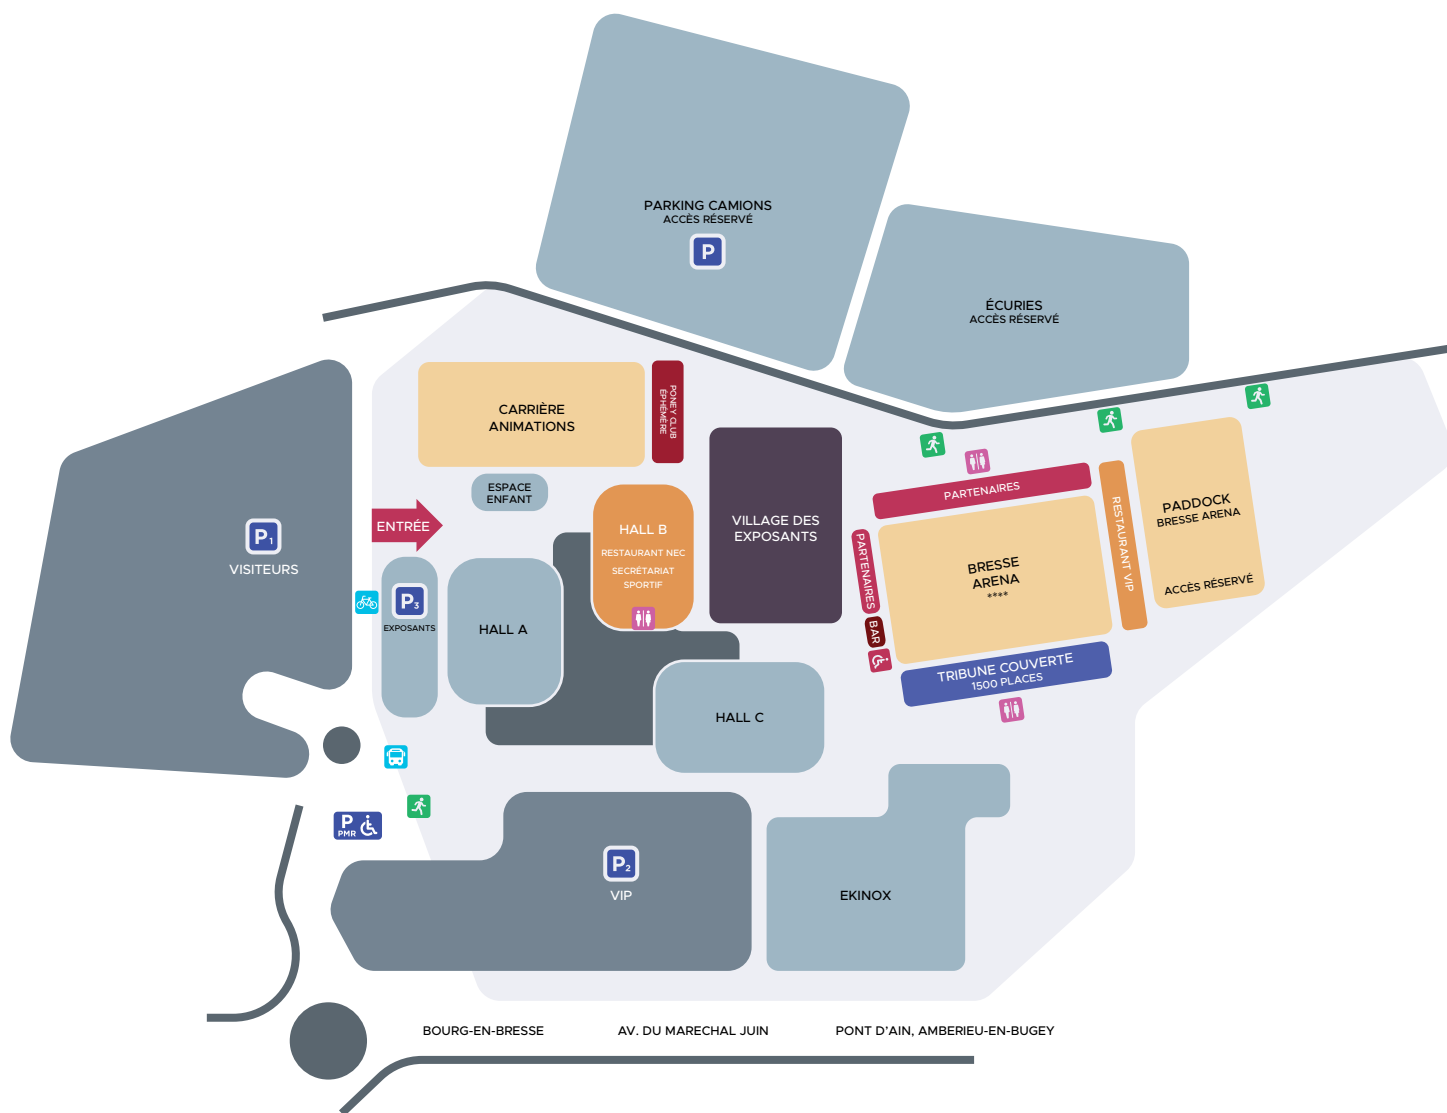 PARKING CAMIONS
ACCÈS RÉSERVÉ
P
ÉCURIES
ACCÈS RÉSERVÉ
CARRIÈRE
ANIMATIONS
PONEY CLUB
ÉPHÉMÈRE
ESPACE
ENFANT
ENTRÉE
P1
VISITEURS
P3
EXPOSANTS
HALL A
HALL B
RESTAURANT NEC
SECRÉTARIAT
SPORTIF
VILLAGE DES
EXPOSANTS
HALL C
PARTENAIRES
PARTENAIRES
BAR
BRESSE
ARENA
****
RESTAURANT VIP
PADDOCK
BRESSE ARENA
ACCÈS RÉSERVÉ
TRIBUNE COUVERTE
1500 PLACES
P
PMR
P2
VIP
EKINOX
BOURG-EN-BRESSE
AV. DU MARECHAL JUIN
PONT D'AIN, AMBERIEU-EN-BUGEY